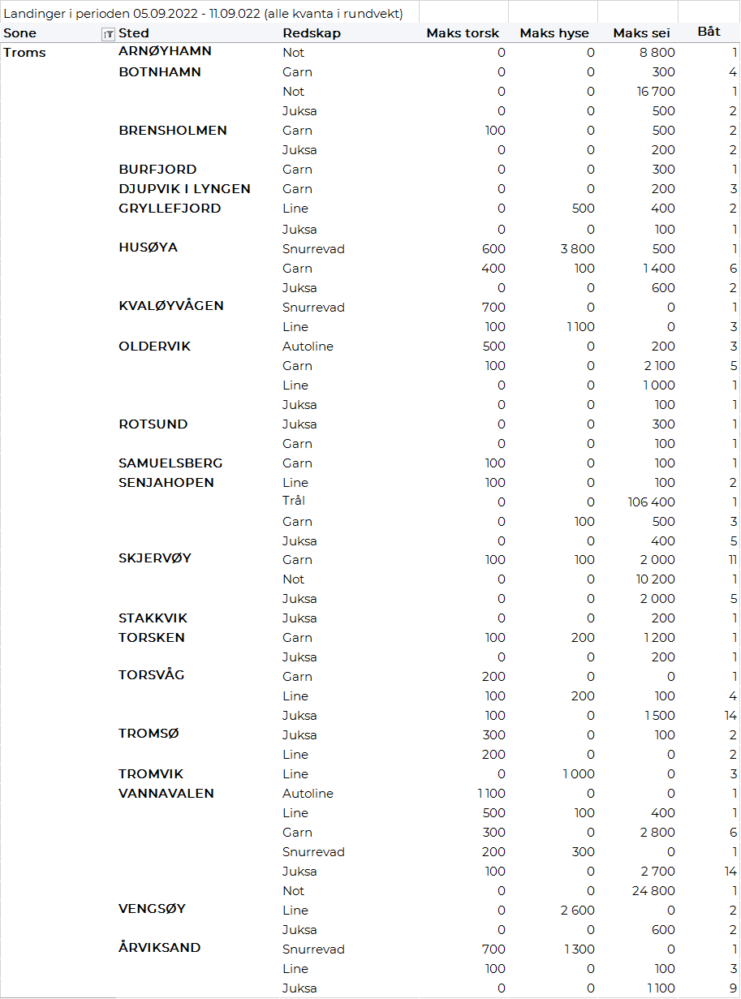 Landinger i perioden 05.09.2022 - 11.09.022 (alle kvanta i rundvekt)
Sone Sted Redskap Maks torsk Maks hyse Maks sei Båt
Troms ARNØYHAMN Not 0 0 8 800 1
BOTNHAMN Garn 0 0 300 4
Not 0 0 16 700 1
Juksa 0 0 500 2
BRENSHOLMEN Garn 100 0 500 2
Juksa 0 0 200 2
BURFJORD Garn 0 0 300 1
DJUPVIK I LYNGEN Garn 0 0 200 3
GRYLLEFJORD Line 0 500 400 2
Juksa 0 0 100 1
HUSØYA Snurrevad 600 3 800 500 1
Garn 400 100 1 400 6
Juksa 0 0 600 2
KVALØYVÅGEN Snurrevad 700 0 0 1
Line 100 1 100 0 3
OLDERVIK Autoline 500 0 200 3
Garn 100 0 2 100 5
Line 0 0 1 000 1
Juksa 0 0 100 1
ROTSUND Juksa 0 0 300 1
Garn 0 0 100 1
SAMUELSBERG Garn 100 0 100 1
SENJAHOPEN Line 100 0 100 2
Trål 0 0 106 400 1
Garn 0 100 500 3
Juksa 0 0 400 5
SKJERVØY Garn 100 100 2 000 11
Not 0 0 10 200 1
Juksa 0 0 2 000 5
STAKKVIK Juksa 0 0 200 1
TORSKEN Garn 100 200 1 200 1
Juksa 0 0 200 1
TORSVÅG Garn 200 0 0 1
Line 100 200 100 4
Juksa 100 0 1 500 14
TROMSØ Juksa 300 0 100 2
Line 200 0 0 2
TROMVIK Line 0 1 000 0 3
VANNAVALEN Autoline 1 100 0 0 1
Line 500 100 400 1
Garn 300 0 2 800 6
Snurrevad 200 300 0 1
Juksa 100 0 2 700 14
Not 0 0 24 800 1
VENGSØY Line 0 2 600 0 2
Juksa 0 0 600 2
ÅRVIKSAND Snurrevad 700 1 300 0 1
Line 100 0 100 3
Juksa 0 0 1 100 9